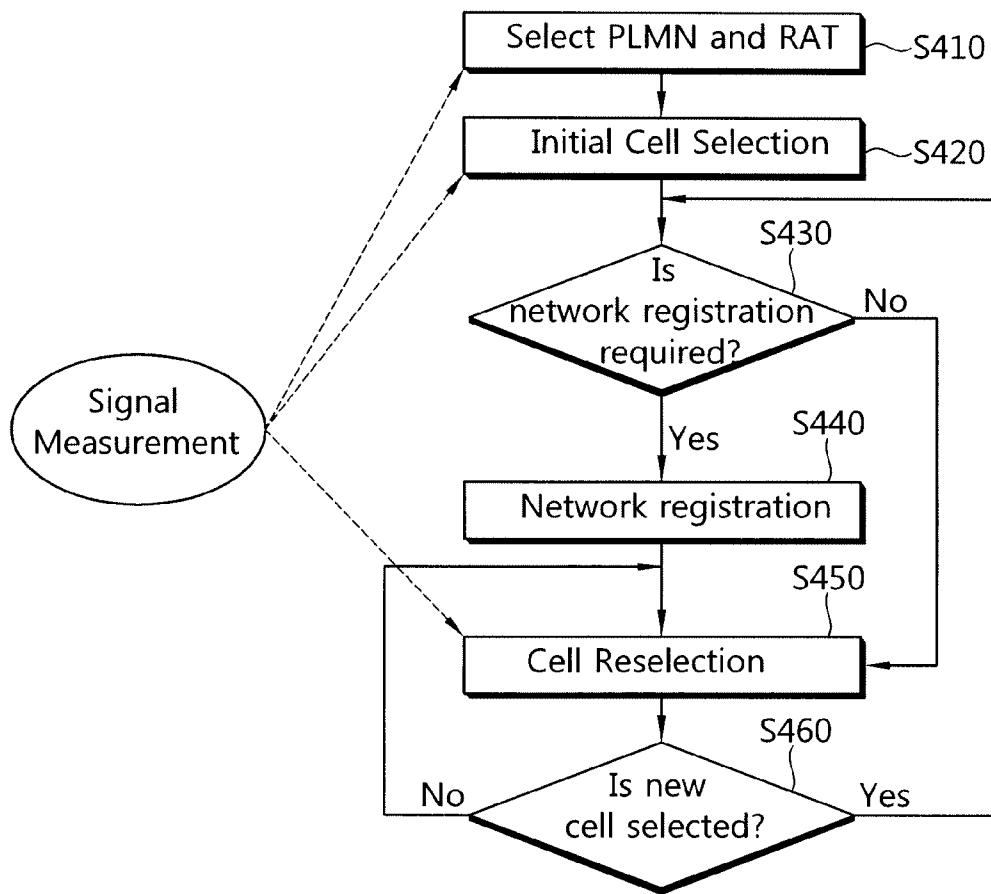 Select PLMN and RAT
S410
Initial Cell Selection
S420
S430
Is
network registration
required?
No
Signal
Measurement
Yes
S440
Network registration
S450
Cell Reselection
S460
No
Is new
cell selected?
Yes